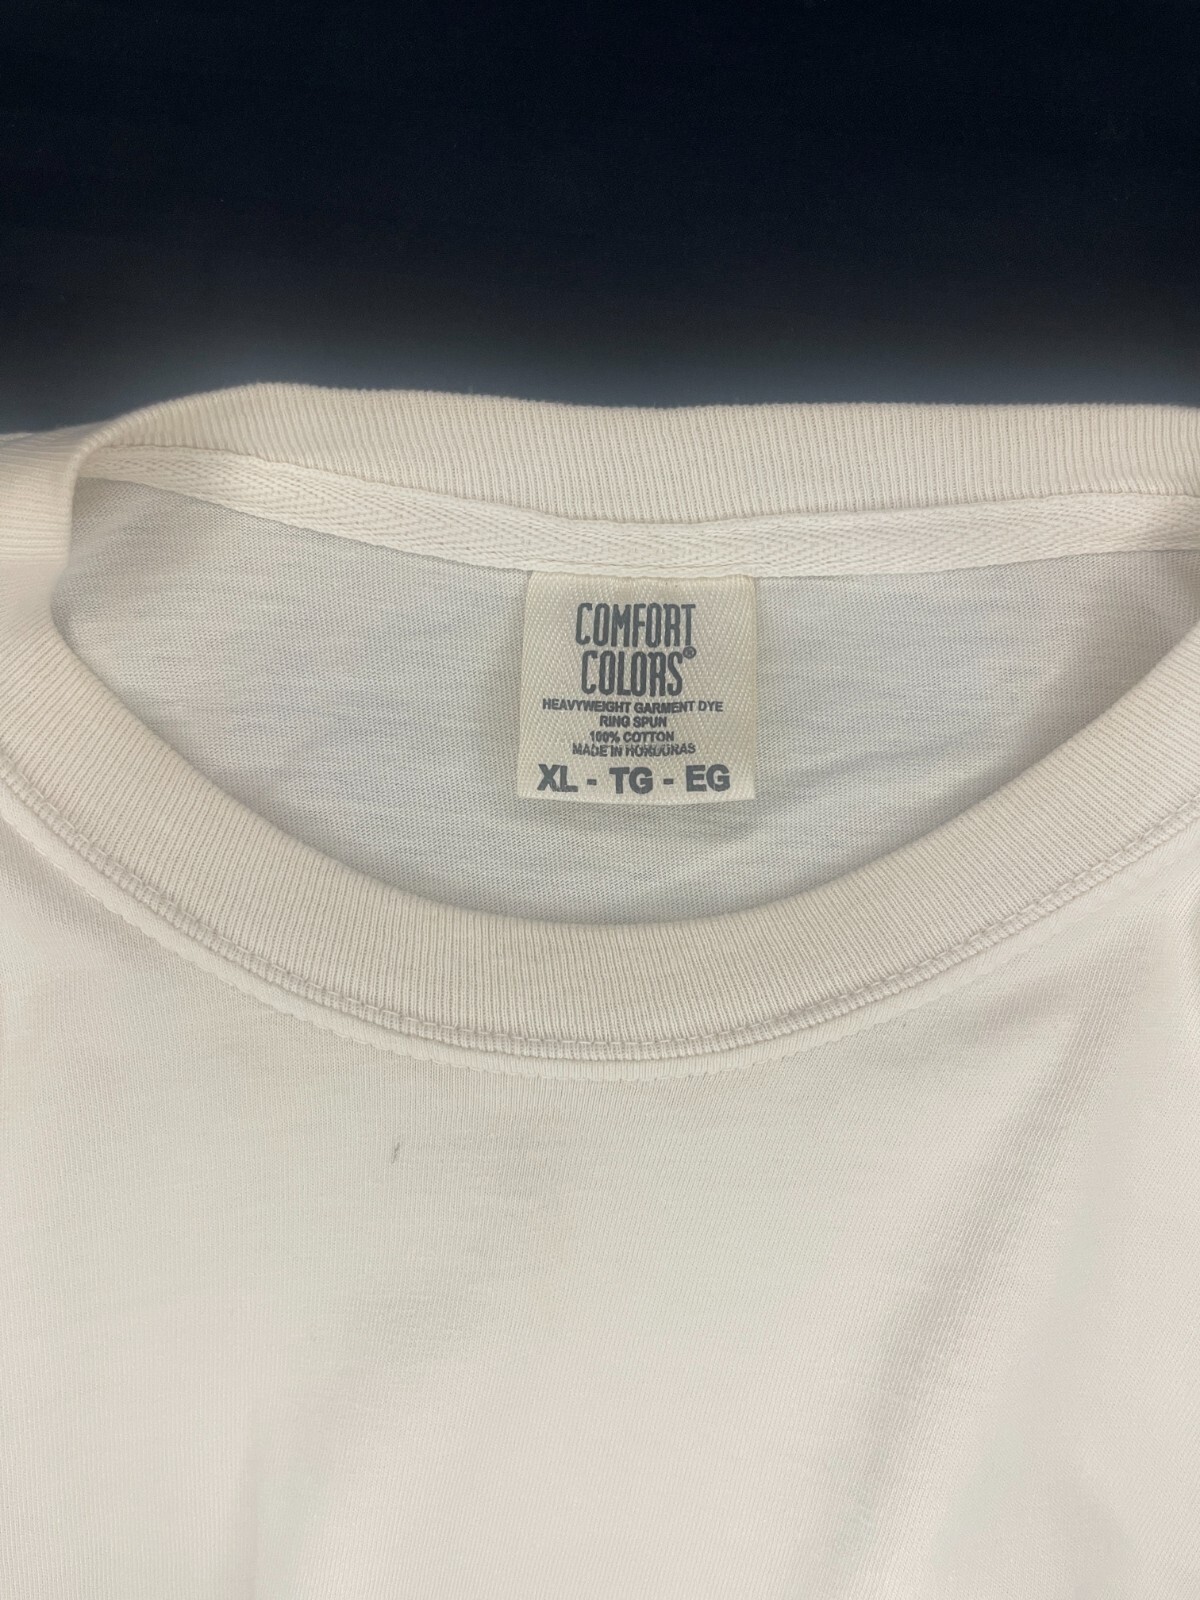 COMFORT
COLORS®
HEAVYWEIGHT GARMENT DYE
RING SPUN
100% COTTON
MADE IN HONDURAS
XL - TG - EG